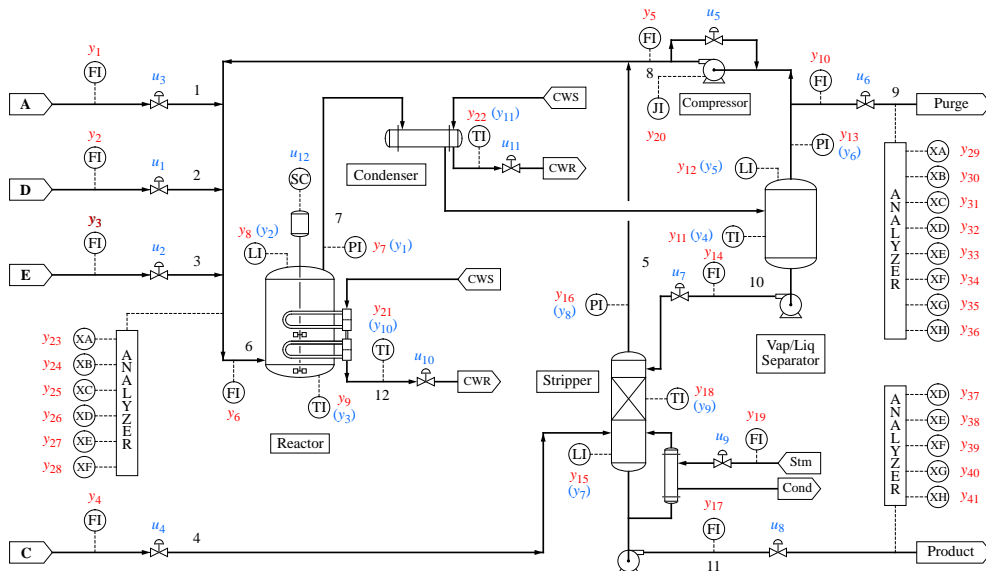 y5
u5
y1
FI
u3
A
1
FI
8
JI
y20
Compressor
y10
FI
u6
9
Purge
CWS
y22 (y11)
TI
u11
CWR
Condenser
y2
FI
u1
D
2
u12
SC
7
y12 (y5)
LI
PI
y13
(y6)
y3
FI
u2
E
3
y8 (y2)
LI
PI
y7 (y1)
y11 (y4)
TI
ANALYZER
XA
y29
XB
y30
XC
y31
XD
y32
XE
y33
XF
y34
XG
y35
XH
y36
CWS
5
y14
FI
u7
10
y16
(y8)
PI
y21
(y10)
TI
u10
CWR
12
Vap/Liq
Separator
y23
XA
y24
XB
y25
XC
y26
XD
y27
XE
y28
XF
ANALYZER
6
FI
y6
TI
y9
(y3)
Reactor
Stripper
TI
y18
(y9)
y19
FI
u9
Stm
Cond
LI
y15
(y7)
ANALYZER
XD
y37
XE
y38
XF
y39
XG
y40
XH
y41
y4
FI
u4
C
4
y17
FI
u8
11
Product